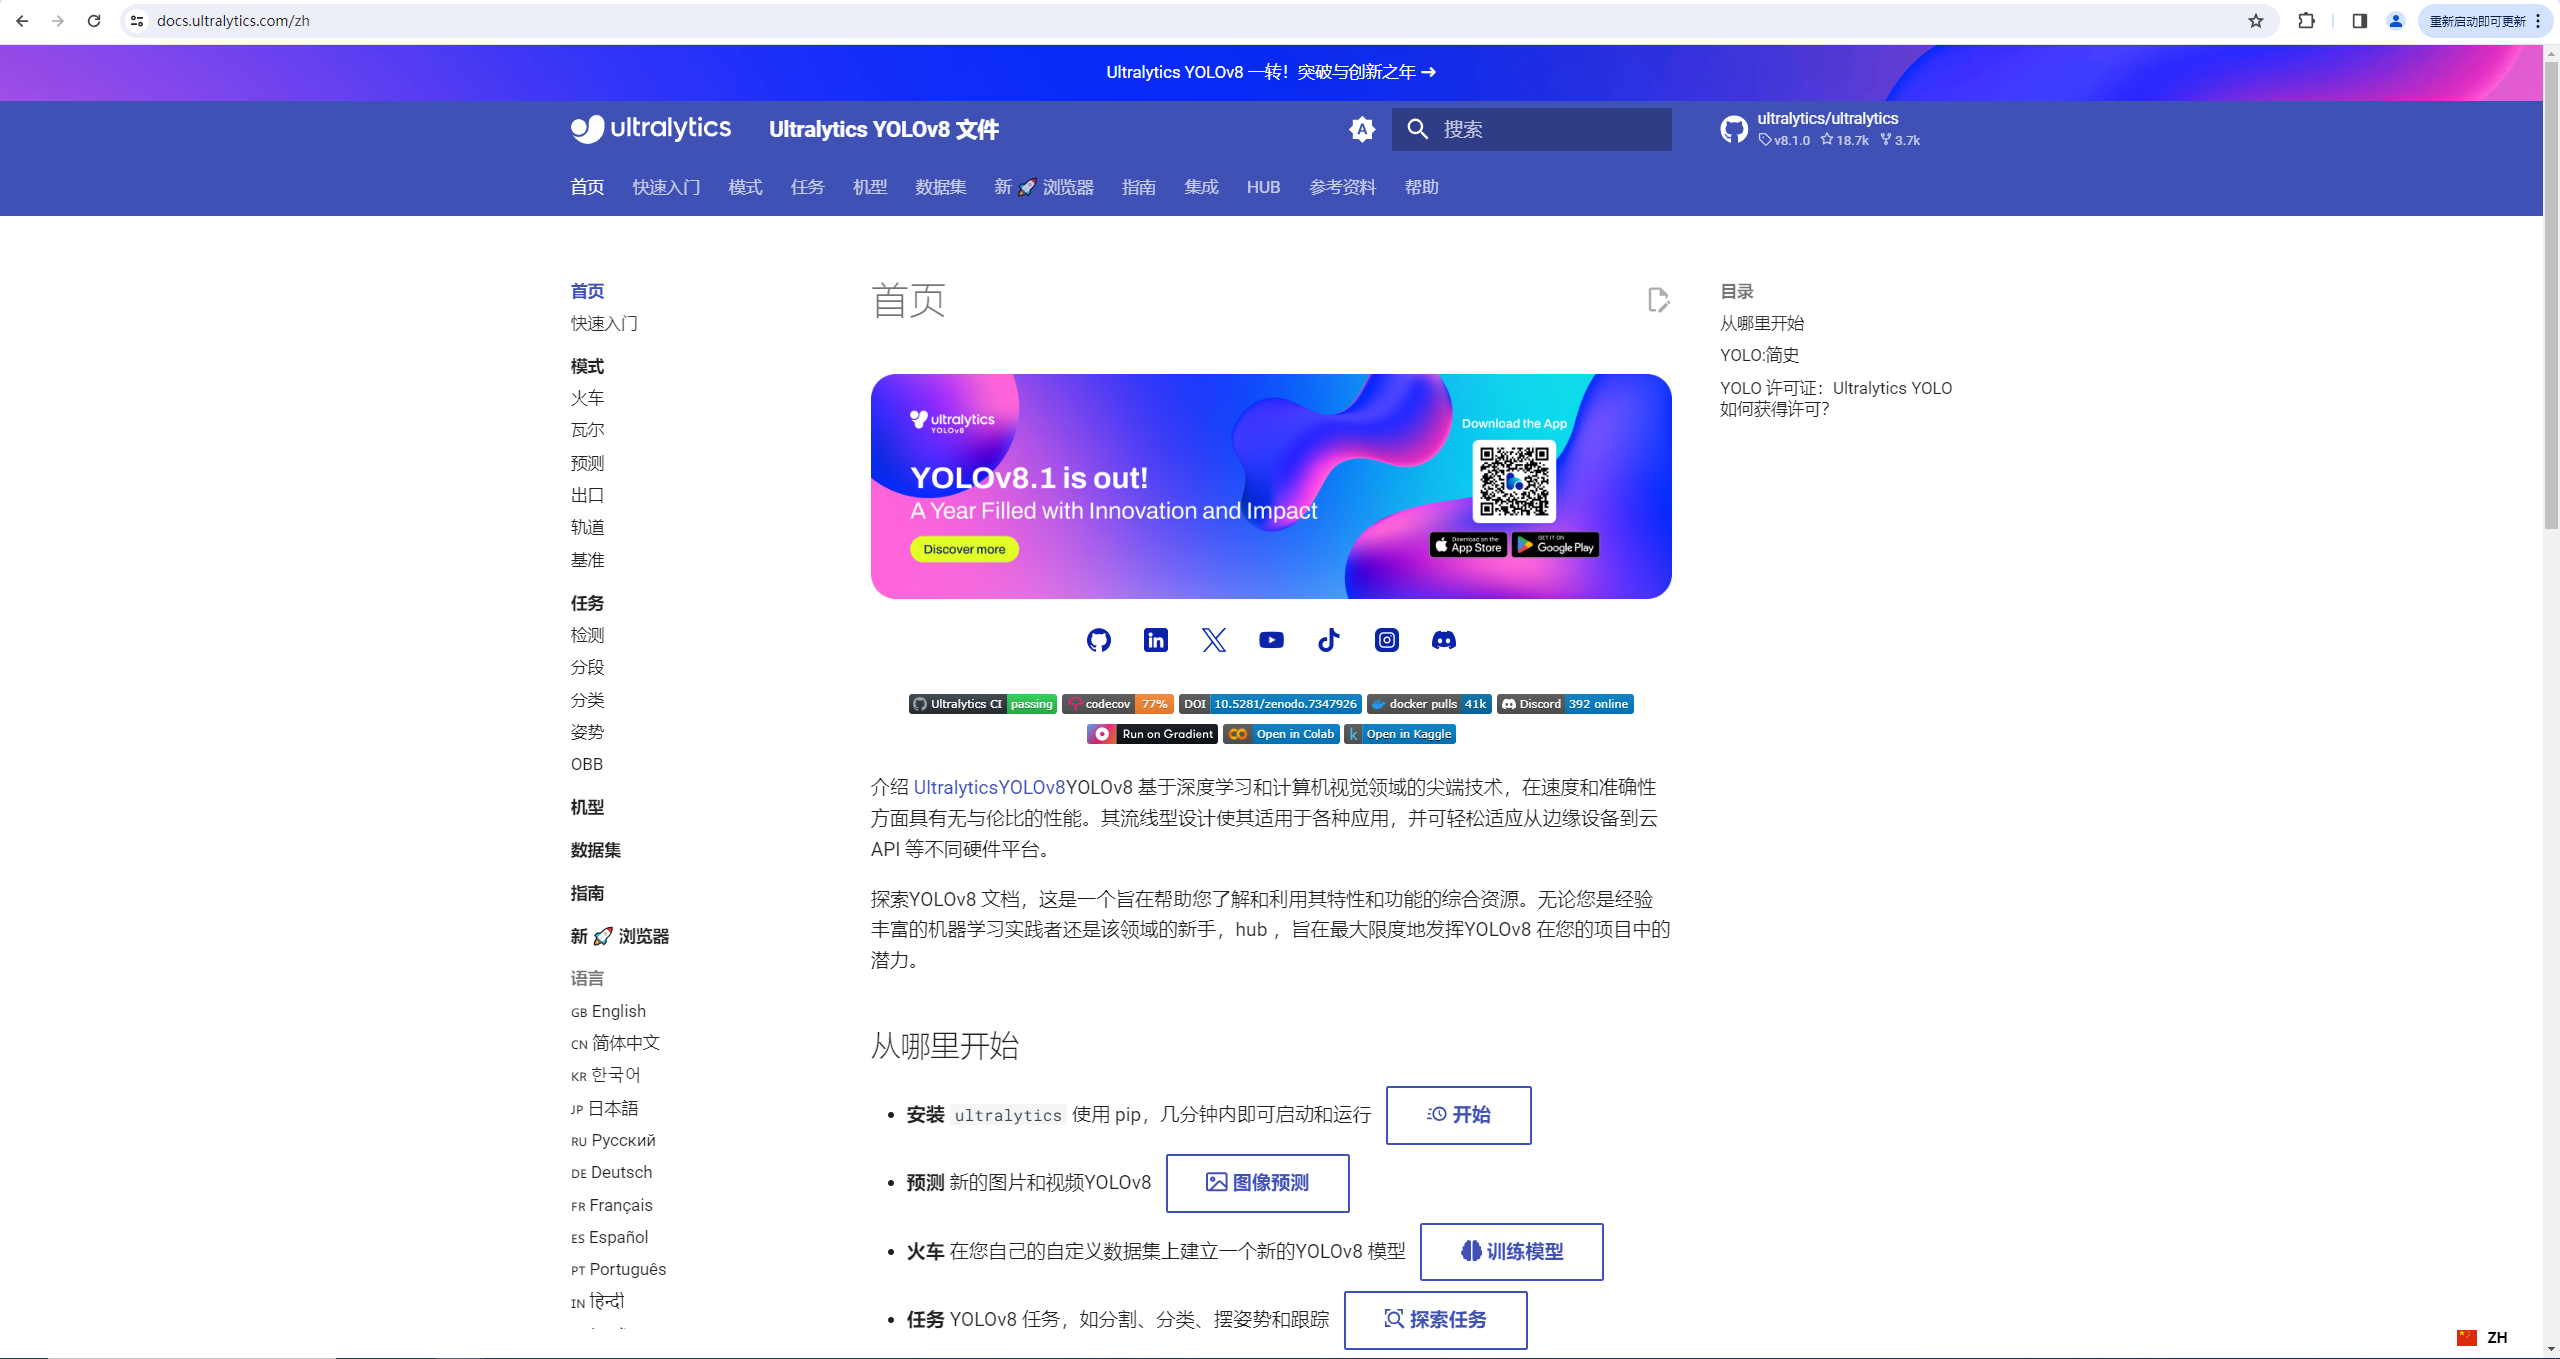 docs.ultralytics.com/zh
重新启动即可更新
Ultralytics YOLOv8 一转！突破与创新之年 →
ultralytics
Ultralytics YOLOv8 文件
A
搜索
ultralytics/ultralytics
v8.1.0 18.7k 3.7k
首页 快速入门 模式 任务 机型 数据集 新 🚀 浏览器 指南 集成 HUB 参考资料 帮助
首页
快速入门
模式
火车
瓦尔
预测
出口
轨道
基准
任务
检测
分段
分类
姿势
OBB
机型
数据集
指南
新 🚀 浏览器
语言
GB English
CN 简体中文
KR 한국어
JP 日本語
RU Русский
DE Deutsch
FR Français
ES Español
PT Português
IN हिन्दी
首页
ultralytics
YOLOv8
YOLOv8.1 is out!
A Year Filled with Innovation and Impact
Discover more
Download the App
Download on the
App Store
GET IT ON
Google Play
Ultralytics CI passing codecov 77% DOI 10.5281/zenodo.7347926 docker pulls 41k Discord 392 online
Run on Gradient Open in Colab k Open in Kaggle
介绍 UltralyticsYOLOv8YOLOv8 基于深度学习和计算机视觉领域的尖端技术，在速度和准确性
方面具有无与伦比的性能。其流线型设计使其适用于各种应用，并可轻松适应从边缘设备到云
API 等不同硬件平台。
探索YOLOv8 文档，这是一个旨在帮助您了解和利用其特性和功能的综合资源。无论您是经验
丰富的机器学习实践者还是该领域的新手，hub ，旨在最大限度地发挥YOLOv8 在您的项目中的
潜力。
从哪里开始
• 安装 ultralytics 使用 pip，几分钟内即可启动和运行 开始
• 预测 新的图片和视频YOLOv8 图像预测
• 火车 在您自己的自定义数据集上建立一个新的YOLOv8 模型 训练模型
• 任务 YOLOv8 任务，如分割、分类、摆姿势和跟踪 探索任务
目录
从哪里开始
YOLO:简史
YOLO 许可证：Ultralytics YOLO
如何获得许可？
ZH